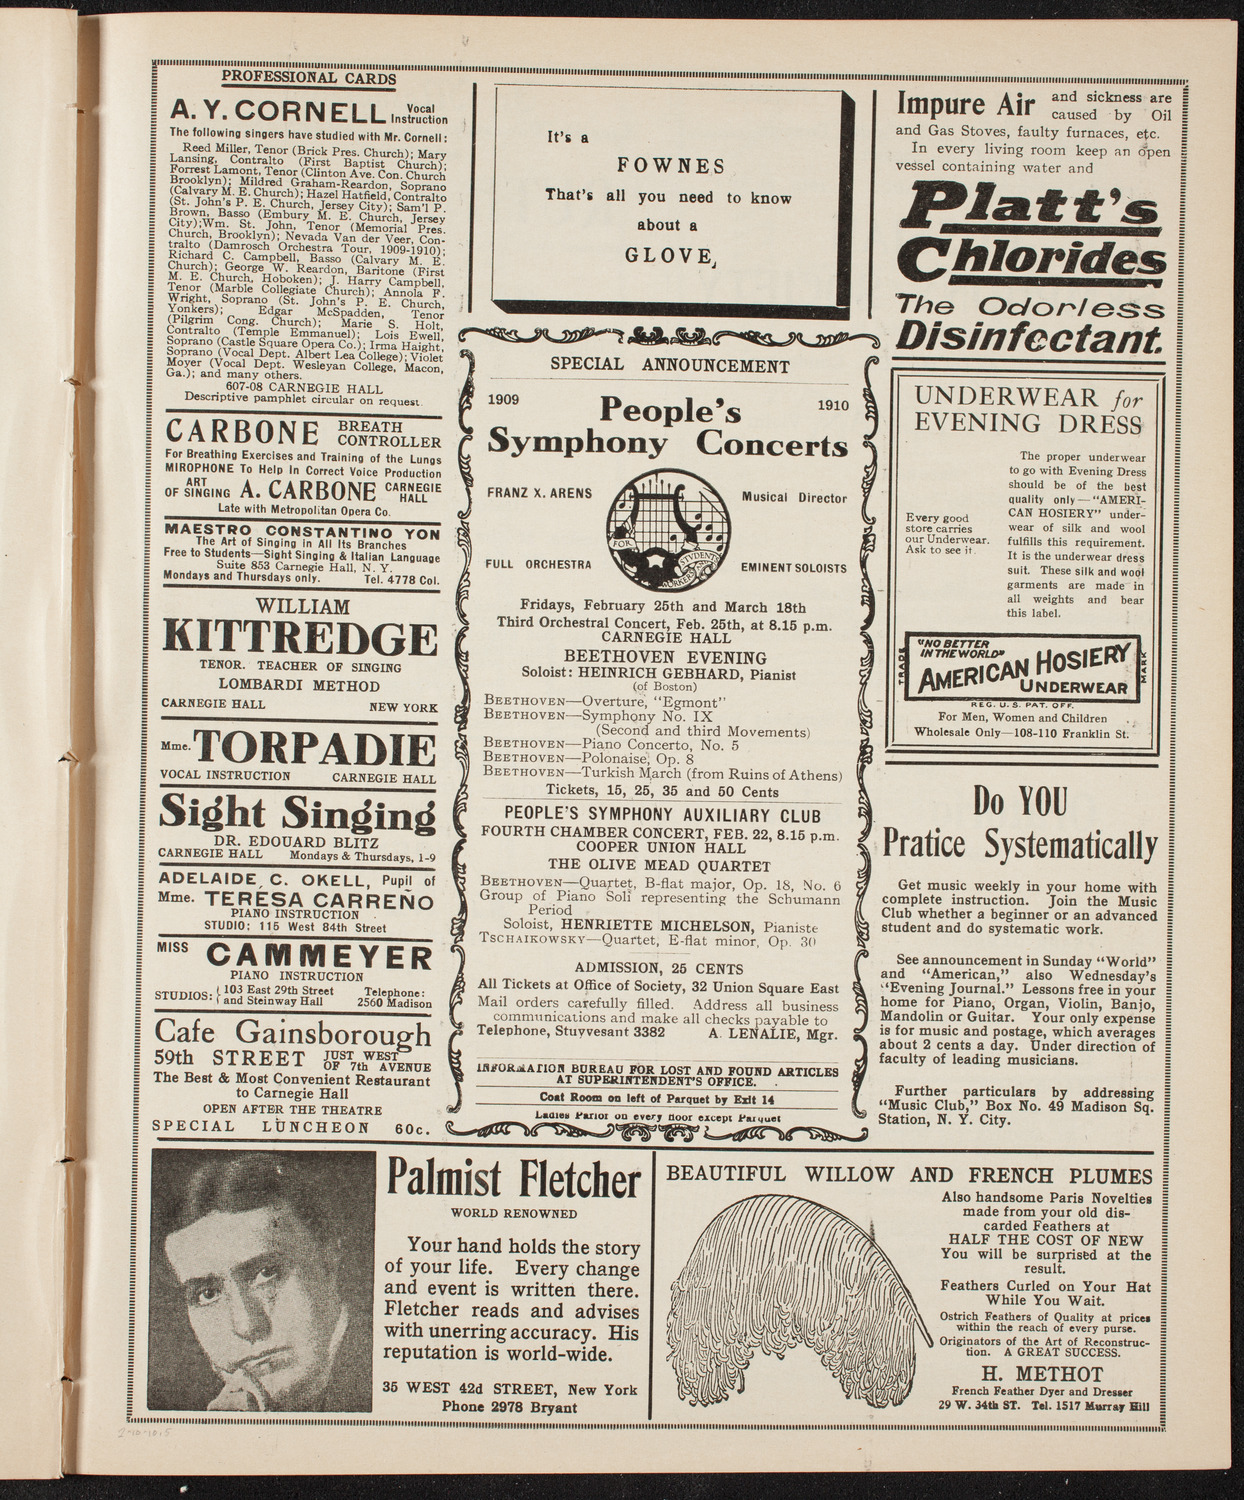 PROFESSIONAL CARDS
A. Y. CORNELL Vocal Instruction
The following singers have studied with Mr. Cornell:
Reed Miller, Tenor (Brick Pres. Church); Mary
Lansing, Contralto (First Baptist Church);
Forrest Lamont, Tenor (Clinton Ave. Con. Church
Brooklyn); Mildred Graham-Reardon, Soprano
(Calvary M. E. Church); Hazel Hatfield, Contralto
(St. John's P. E. Church, Jersey City); Sam'l P.
Brown, Basso (Embury M. E. Church, Jersey
City); Wm. St. John, Tenor (Memorial Pres.
Church, Brooklyn); Nevada Van der Veer, Con-
tralto (Damrosch Orchestra Tour, 1909-1910);
Richard C. Campbell, Basso (Calvary M. E.
Church); George W. Reardon, Baritone (First
M. E. Church, Hoboken); J. Harry Campbell,
Tenor (Marble Collegiate Church); Annola F.
Wright, Soprano (St. John's P. E. Church,
Yonkers); Edgar McSpadden, Tenor
(Pilgrim Cong. Church); Marie S. Holt,
Contralto (Temple Emmanuel); Lois Ewell,
Soprano (Castle Square Opera Co.); Irma Haight,
Soprano (Vocal Dept. Albert Lea College); Violet
Moyer (Vocal Dept. Wesleyan College, Macon,
Ga.); and many others.
607-08 CARNEGIE HALL
Descriptive pamphlet circular on request.
CARBONE BREATH CONTROLLER
For Breathing Exercises and Training of the Lungs
MIROPHONE To Help In Correct Voice Production
ART OF SINGING A. CARBONE CARNEGIE HALL
Late with Metropolitan Opera Co.
MAESTRO CONSTANTINO YON
The Art of Singing in All Its Branches
Free to Students—Sight Singing & Italian Language
Suite 853 Carnegie Hall, N. Y.
Mondays and Thursdays only. Tel. 4778 Col.
WILLIAM
KITTREDGE
TENOR. TEACHER OF SINGING
LOMBARDI METHOD
CARNEGIE HALL NEW YORK
Mme. TORPADIE
VOCAL INSTRUCTION CARNEGIE HALL
Sight Singing
DR. EDOUARD BLITZ
CARNEGIE HALL Mondays & Thursdays, 1-9
ADELAIDE C. OKELL, Pupil of
Mme. TERESA CARREÑO
PIANO INSTRUCTION
STUDIO: 115 West 84th Street
MISS CAMMEYER
PIANO INSTRUCTION
STUDIOS: { 103 East 29th Street Telephone:
and Steinway Hall 2560 Madison
Cafe Gainsborough
59th STREET JUST WEST OF 7th AVENUE
The Best & Most Convenient Restaurant
to Carnegie Hall
OPEN AFTER THE THEATRE
SPECIAL LUNCHEON 60c.
It's a
FOWNES
That's all you need to know
about a
GLOVE,
SPECIAL ANNOUNCEMENT
1909 People's 1910
Symphony Concerts
FRANZ X. ARENS Musical Director
FOR STVDENTS AND WORKERS
FULL ORCHESTRA EMINENT SOLOISTS
Fridays, February 25th and March 18th
Third Orchestral Concert, Feb. 25th, at 8.15 p.m.
CARNEGIE HALL
BEETHOVEN EVENING
Soloist: HEINRICH GEBHARD, Pianist
(of Boston)
BEETHOVEN—Overture, "Egmont"
BEETHOVEN—Symphony No. IX
(Second and third Movements)
BEETHOVEN—Piano Concerto, No. 5
BEETHOVEN—Polonaise, Op. 8
BEETHOVEN—Turkish March (from Ruins of Athens)
Tickets, 15, 25, 35 and 50 Cents
PEOPLE'S SYMPHONY AUXILIARY CLUB
FOURTH CHAMBER CONCERT, FEB. 22, 8.15 p.m.
COOPER UNION HALL
THE OLIVE MEAD QUARTET
BEETHOVEN—Quartet, B-flat major, Op. 18, No. 6
Group of Piano Soli representing the Schumann
Period
Soloist, HENRIETTE MICHELSON, Pianiste
TSCHAIKOWSKY—Quartet, E-flat minor, Op. 30
ADMISSION, 25 CENTS
All Tickets at Office of Society, 32 Union Square East
Mail orders carefully filled. Address all business
communications and make all checks payable to
Telephone, Stuyvesant 3382 A. LENALIE, Mgr.
INFORMATION BUREAU FOR LOST AND FOUND ARTICLES
AT SUPERINTENDENT'S OFFICE.
Coat Room on left of Parquet by Exit 14
Ladies Parlor on every floor except Parquet
Impure Air and sickness are
caused by Oil
and Gas Stoves, faulty furnaces, etc.
In every living room keep an open
vessel containing water and
Platt's
Chlorides
The Odorless
Disinfectant.
UNDERWEAR for
EVENING DRESS
The proper underwear
to go with Evening Dress
should be of the best
quality only—"AMERI-
CAN HOSIERY" under-
wear of silk and wool
fulfills this requirement.
It is the underwear dress
suit. These silk and wool
garments are made in
all weights and bear
this label.
Every good
store carries
our Underwear.
Ask to see it.
TRADE MARK
"NO BETTER
IN THE WORLD"
AMERICAN HOSIERY
UNDERWEAR
REG. U. S. PAT. OFF.
For Men, Women and Children
Wholesale Only—108-110 Franklin St.
Do YOU
Pratice Systematically
Get music weekly in your home with
complete instruction. Join the Music
Club whether a beginner or an advanced
student and do systematic work.
See announcement in Sunday "World"
and "American," also Wednesday's
"Evening Journal." Lessons free in your
home for Piano, Organ, Violin, Banjo,
Mandolin or Guitar. Your only expense
is for music and postage, which averages
about 2 cents a day. Under direction of
faculty of leading musicians.
Further particulars by addressing
"Music Club," Box No. 49 Madison Sq.
Station, N. Y. City.
Palmist Fletcher
WORLD RENOWNED
Your hand holds the story
of your life. Every change
and event is written there.
Fletcher reads and advises
with unerring accuracy. His
reputation is world-wide.
35 WEST 42d STREET, New York
Phone 2978 Bryant
BEAUTIFUL WILLOW AND FRENCH PLUMES
Also handsome Paris Novelties
made from your old dis-
carded Feathers at
HALF THE COST OF NEW
You will be surprised at the
result.
Feathers Curled on Your Hat
While You Wait.
Ostrich Feathers of Quality at prices
within the reach of every purse.
Originators of the Art of Reconstruc-
tion. A GREAT SUCCESS.
H. METHOT
French Feather Dyer and Dresser
29 W. 34th ST. Tel. 1517 Murray Hill